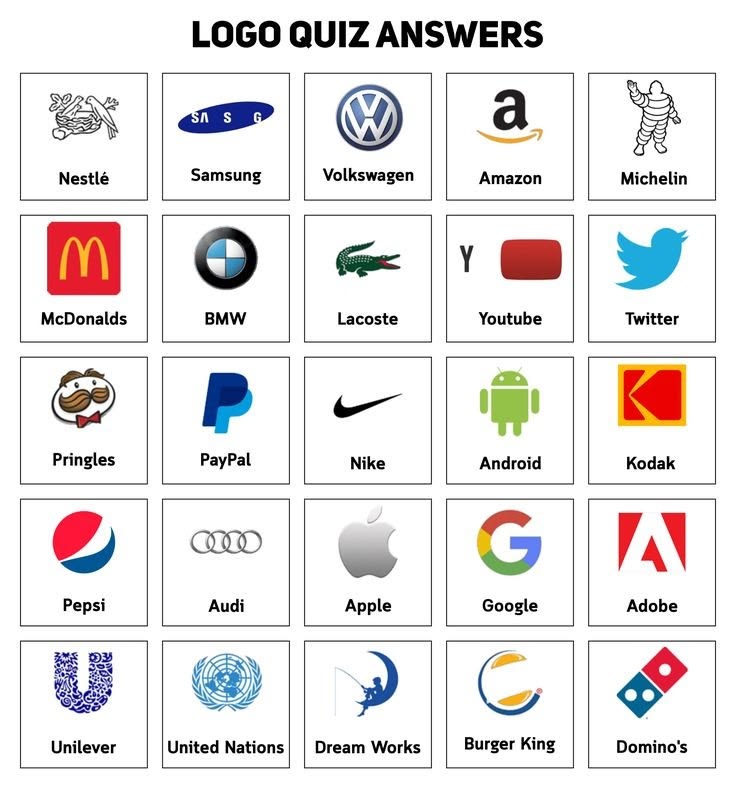 LOGO QUIZ ANSWERS
Nestlé
SA S G
Samsung
Volkswagen
a
Amazon
Michelin
McDonalds
BMW
Lacoste
Y
Youtube
Twitter
Pringles
PayPal
Nike
Android
Kodak
Pepsi
Audi
Apple
G
Google
Adobe
Unilever
United Nations
Dream Works
Burger King
Domino's